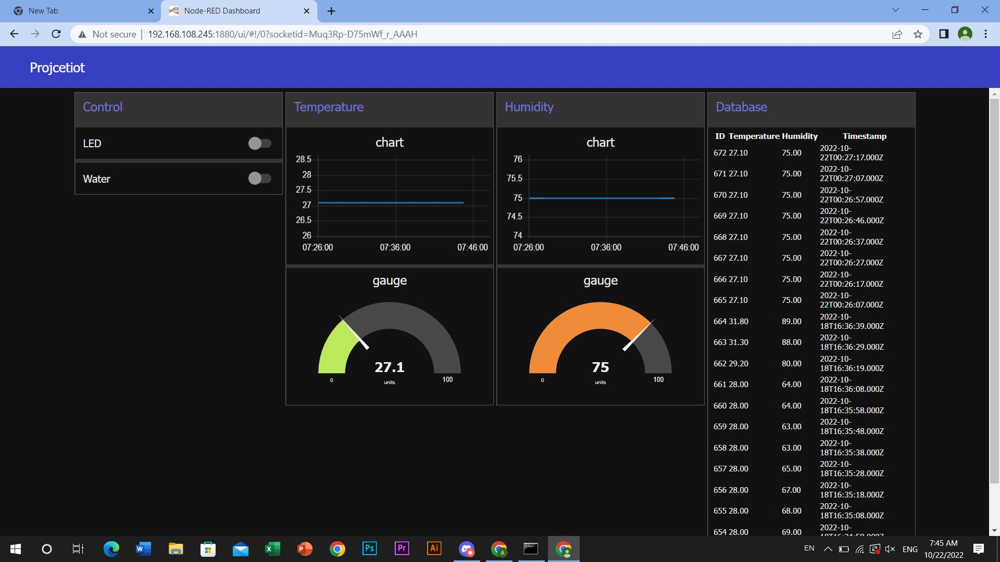 New Tab
Node-RED Dashboard
Not secure
192.168.108.245:1880/ui/#!/0?socketid=Muq3Rp-D75mWf_r_AAAH
Projcetiot
Control
LED
Water
Temperature
chart
28.5
28
27.5
27
26.5
26
07:26:00 07:36:00 07:46:00
gauge
27.1
units
0 100
Humidity
chart
76
75.5
75
74.5
74
07:26:00 07:36:00 07:46:00
gauge
75
units
0 100
Database
ID Temperature Humidity Timestamp
672 27.10 75.00 2022-10-
22T00:27:17.000Z
671 27.10 75.00 2022-10-
22T00:27:07.000Z
670 27.10 75.00 2022-10-
22T00:26:57.000Z
669 27.10 75.00 2022-10-
22T00:26:46.000Z
668 27.10 75.00 2022-10-
22T00:26:37.000Z
667 27.10 75.00 2022-10-
22T00:26:27.000Z
666 27.10 75.00 2022-10-
22T00:26:17.000Z
665 27.10 75.00 2022-10-
22T00:26:07.000Z
664 31.80 89.00 2022-10-
18T16:36:39.000Z
663 31.30 88.00 2022-10-
18T16:36:29.000Z
662 29.20 80.00 2022-10-
18T16:36:19.000Z
661 28.00 64.00 2022-10-
18T16:36:08.000Z
660 28.00 64.00 2022-10-
18T16:35:58.000Z
659 28.00 63.00 2022-10-
18T16:35:48.000Z
658 28.00 63.00 2022-10-
18T16:35:38.000Z
657 28.00 65.00 2022-10-
18T16:35:28.000Z
656 28.00 67.00 2022-10-
18T16:35:18.000Z
655 28.00 68.00 2022-10-
18T16:35:08.000Z
654 28.00 69.00 2022-10-
W
X
P
Ps
Pr
Ai
A
EN
ENG
7:45 AM
10/22/2022